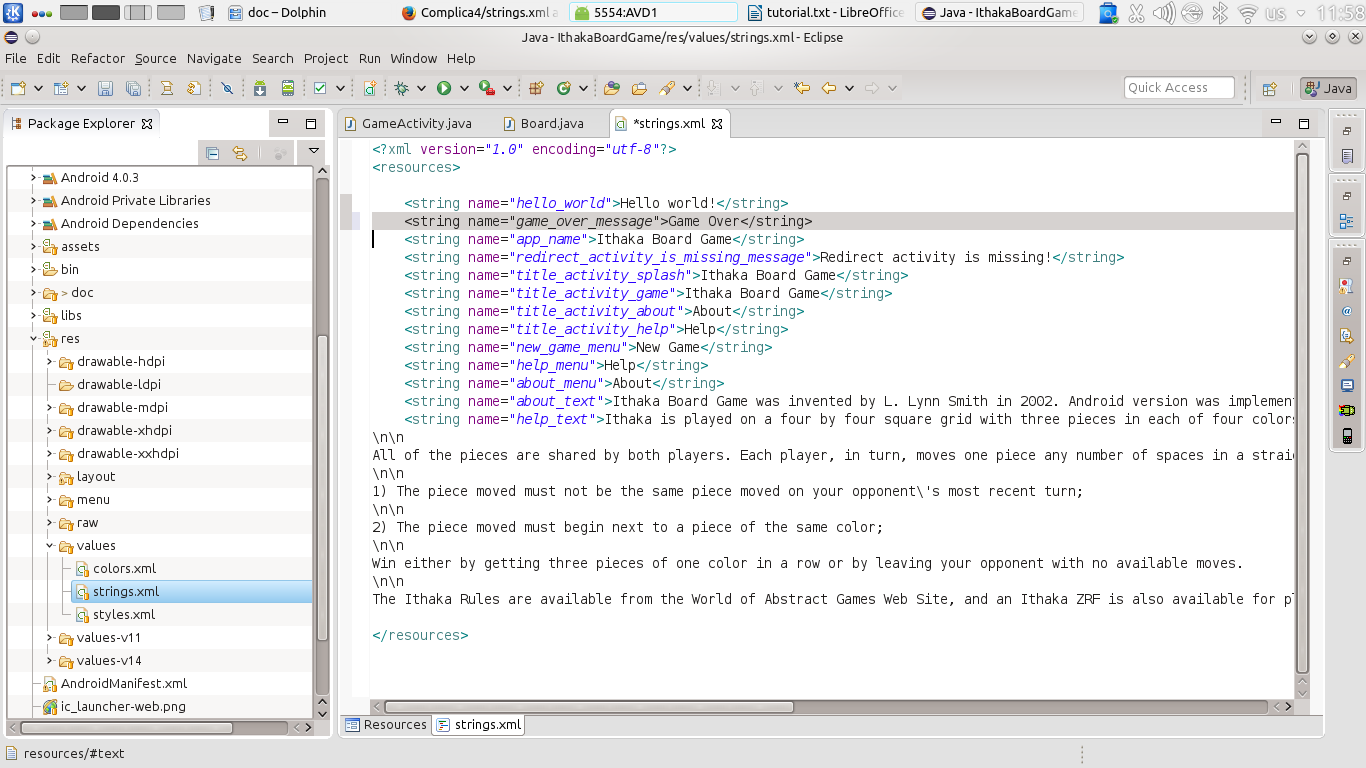 doc – Dolphin
Complica4/strings.xml
5554:AVD1
tutorial.txt - LibreOffice
Java - IthakaBoardGame
us
11:58
Java - IthakaBoardGame/res/values/strings.xml - Eclipse
File Edit Refactor Source Navigate Search Project Run Window Help
Quick Access
Java
Package Explorer
GameActivity.java
Board.java
*strings.xml
Android 4.0.3
Android Private Libraries
Android Dependencies
assets
bin
> doc
libs
res
drawable-hdpi
drawable-ldpi
drawable-mdpi
drawable-xhdpi
drawable-xxhdpi
layout
menu
raw
values
colors.xml
strings.xml
styles.xml
values-v11
values-v14
AndroidManifest.xml
ic_launcher-web.png
<?xml version="1.0" encoding="utf-8"?>
<resources>
<string name="hello_world">Hello world!</string>
<string name="game_over_message">Game Over</string>
<string name="app_name">Ithaka Board Game</string>
<string name="redirect_activity_is_missing_message">Redirect activity is missing!</string>
<string name="title_activity_splash">Ithaka Board Game</string>
<string name="title_activity_game">Ithaka Board Game</string>
<string name="title_activity_about">About</string>
<string name="title_activity_help">Help</string>
<string name="new_game_menu">New Game</string>
<string name="help_menu">Help</string>
<string name="about_menu">About</string>
<string name="about_text">Ithaka Board Game was invented by L. Lynn Smith in 2002. Android version was implement
<string name="help_text">Ithaka is played on a four by four square grid with three pieces in each of four colors
\n\n
All of the pieces are shared by both players. Each player, in turn, moves one piece any number of spaces in a straig
\n\n
1) The piece moved must not be the same piece moved on your opponent\'s most recent turn;
\n\n
2) The piece moved must begin next to a piece of the same color;
\n\n
Win either by getting three pieces of one color in a row or by leaving your opponent with no available moves.
\n\n
The Ithaka Rules are available from the World of Abstract Games Web Site, and an Ithaka ZRF is also available for pl
</resources>
Resources
strings.xml
resources/#text